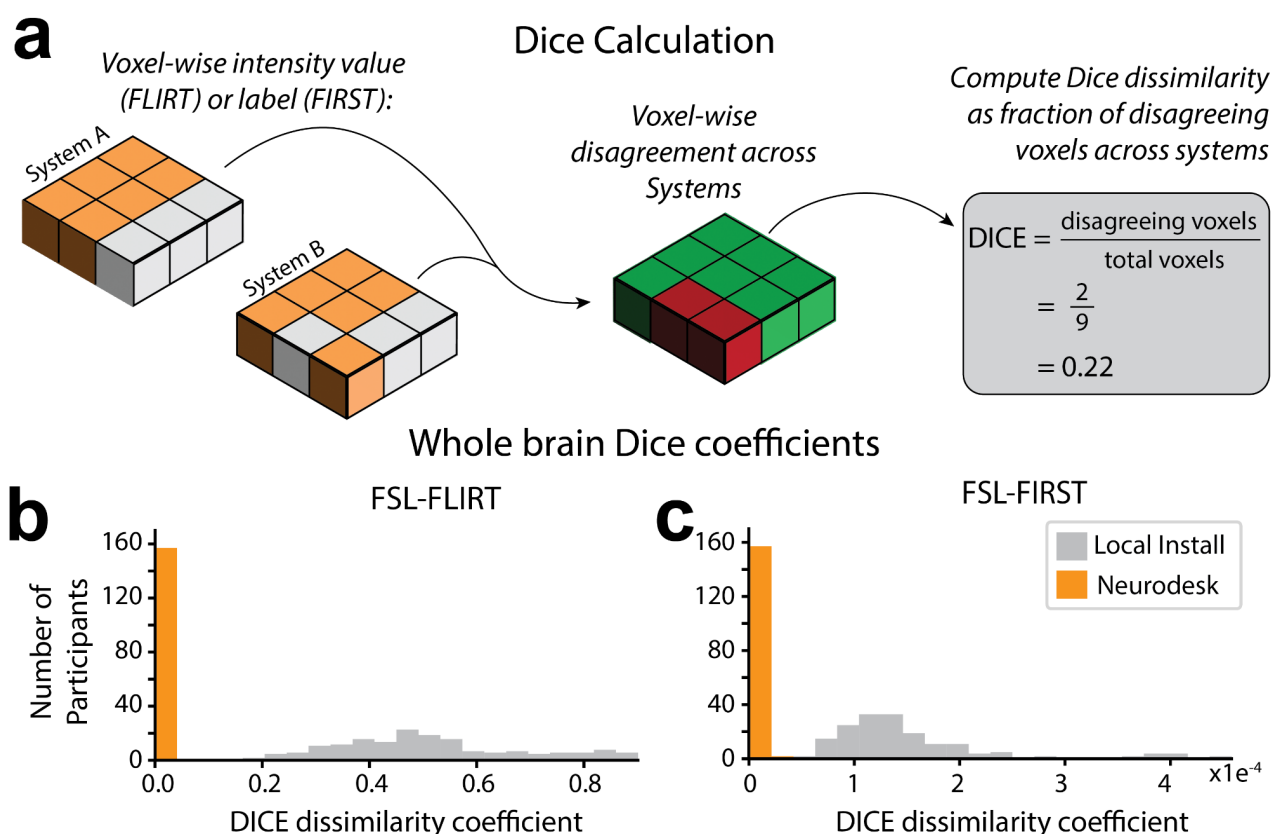 a
Dice Calculation
Voxel-wise intensity value
(FLIRT) or label (FIRST):
System A
System B
Voxel-wise
disagreement across
Systems
Compute Dice dissimilarity
as fraction of disagreeing
voxels across systems
DICE = disagreeing voxels
total voxels
= 2
9
= 0.22
Whole brain Dice coefficients
b
FSL-FLIRT
Number of
Participants
160
120
80
40
0
0.0 0.2 0.4 0.6 0.8
DICE dissimilarity coefficient
c
FSL-FIRST
Local Install
Neurodesk
160
120
80
40
0
0 1 2 3 4 x1e-4
DICE dissimilarity coefficient